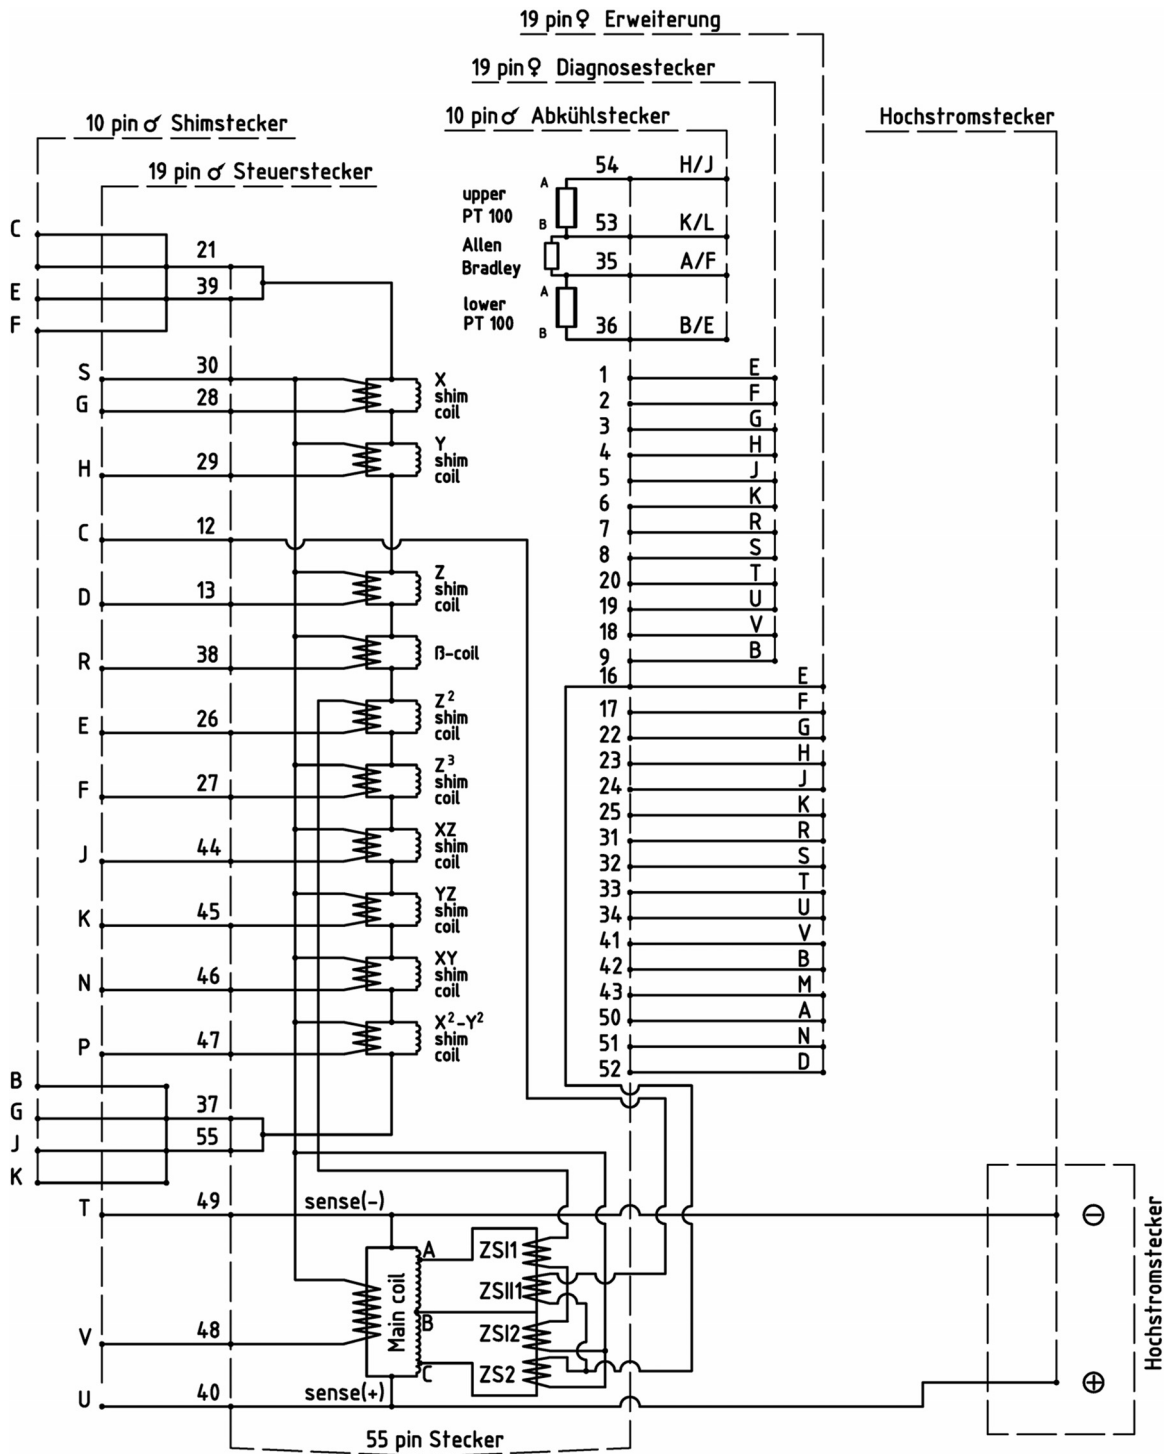 19 pin♀ Erweiterung
19 pin♀ Diagnosestecker
10 pin♂ Abkühlstecker
Hochstromstecker
10 pin♂ Shimstecker
19 pin♂ Steuerstecker
54 H/J
upper
PT 100
A
B
53 K/L
Allen
Bradley
35 A/F
lower
PT 100
A
B
36 B/E
C
21
E
39
F
S 30
G 28
X
shim
coil
H 29
Y
shim
coil
C 12
D 13
Z
shim
coil
R 38
ß-coil
E 26
Z²
shim
coil
F 27
Z³
shim
coil
J 44
XZ
shim
coil
K 45
YZ
shim
coil
N 46
XY
shim
coil
P 47
X²-Y²
shim
coil
1 E
2 F
3 G
4 H
5 J
6 K
7 R
8 S
20 T
19 U
18 V
9 B
16 E
17 F
22 G
23 H
24 J
25 K
31 R
32 S
33 T
34 U
41 V
42 B
43 M
50 A
51 N
52 D
B
G 37
J 55
K
T 49 sense(-)
⊖
Main coil
A
B
C
ZSI1
ZSII1
ZSI2
ZS2
V 48
U 40 sense(+)
⊕
Hochstromstecker
55 pin Stecker